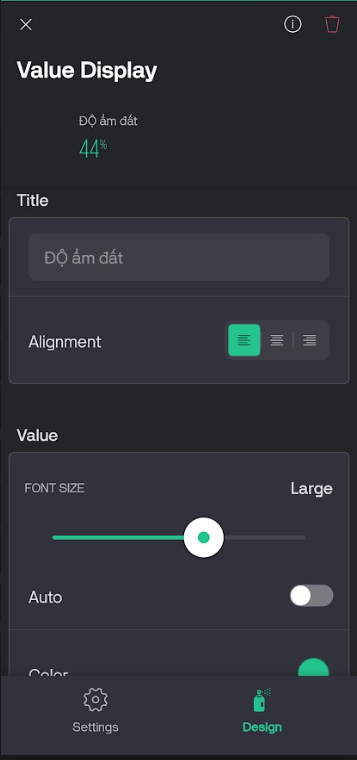 Value Display
ĐỘ ẩm đất
44%
Title
ĐỘ ẩm đất
Alignment
Value
FONT SIZE
Large
Auto
Color
Settings
Design